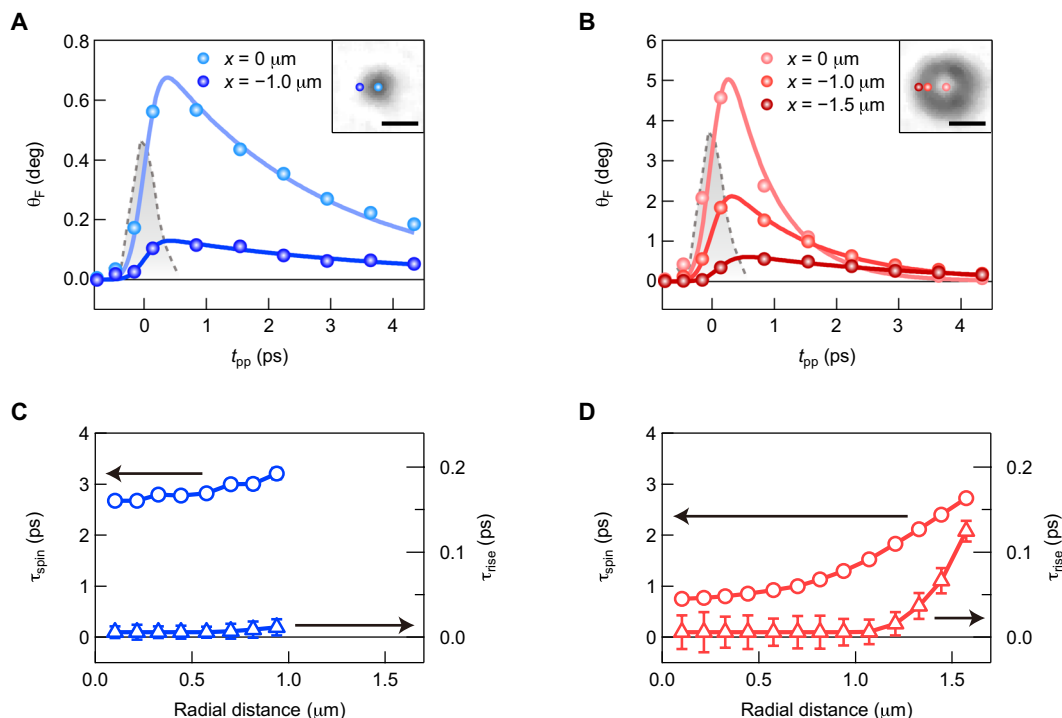 A
0.8
0.6
0.4
0.2
0.0
θF (deg)
x = 0 μm
x = −1.0 μm
0 1 2 3 4
tpp (ps)
B
6
5
4
3
2
1
0
θF (deg)
x = 0 μm
x = −1.0 μm
x = −1.5 μm
0 1 2 3 4
tpp (ps)
C
4
3
2
1
0
τspin (ps)
0.2
0.1
0.0
τrise (ps)
0.0 0.5 1.0 1.5
Radial distance (μm)
D
4
3
2
1
0
τspin (ps)
0.2
0.1
0.0
τrise (ps)
0.0 0.5 1.0 1.5
Radial distance (μm)